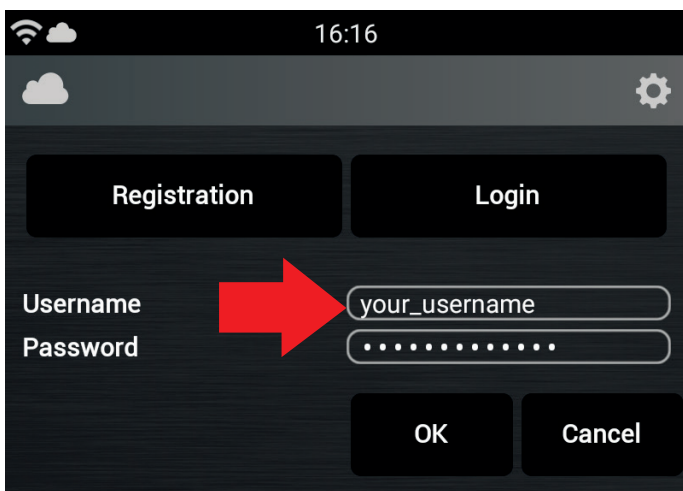 16:16
Registration Login
Username your_username
Password •••••••••••••
OK Cancel